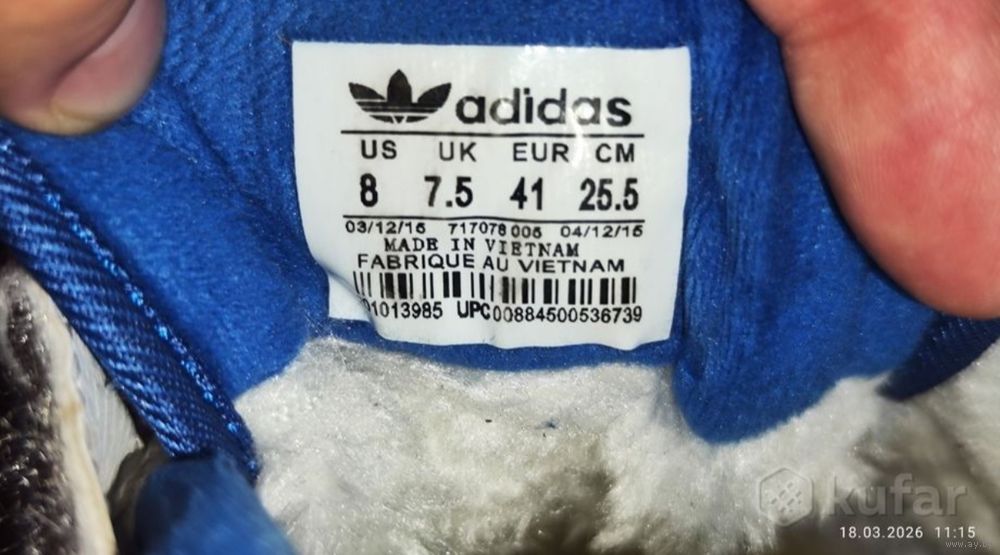 adidas
US UK EUR CM
8 7.5 41 25.5
03/12/15 717078 005 04/12/15
MADE IN VIETNAM
FABRIQUE AU VIETNAM
01013985 UPC00884500536739
kufar
18.03.2026 11:15